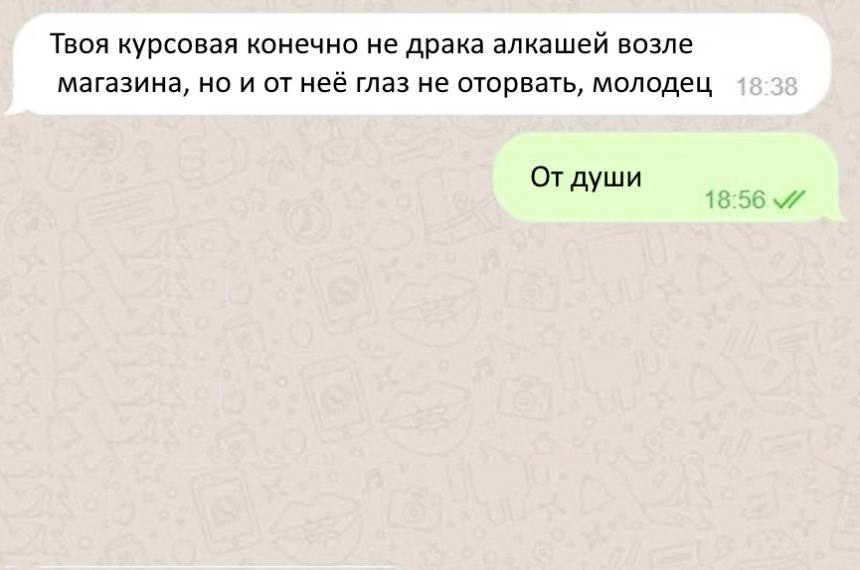 Твоя курсовая конечно не драка алкашей возле
магазина, но и от неё глаз не оторвать, молодец 18:38
От души
18:56